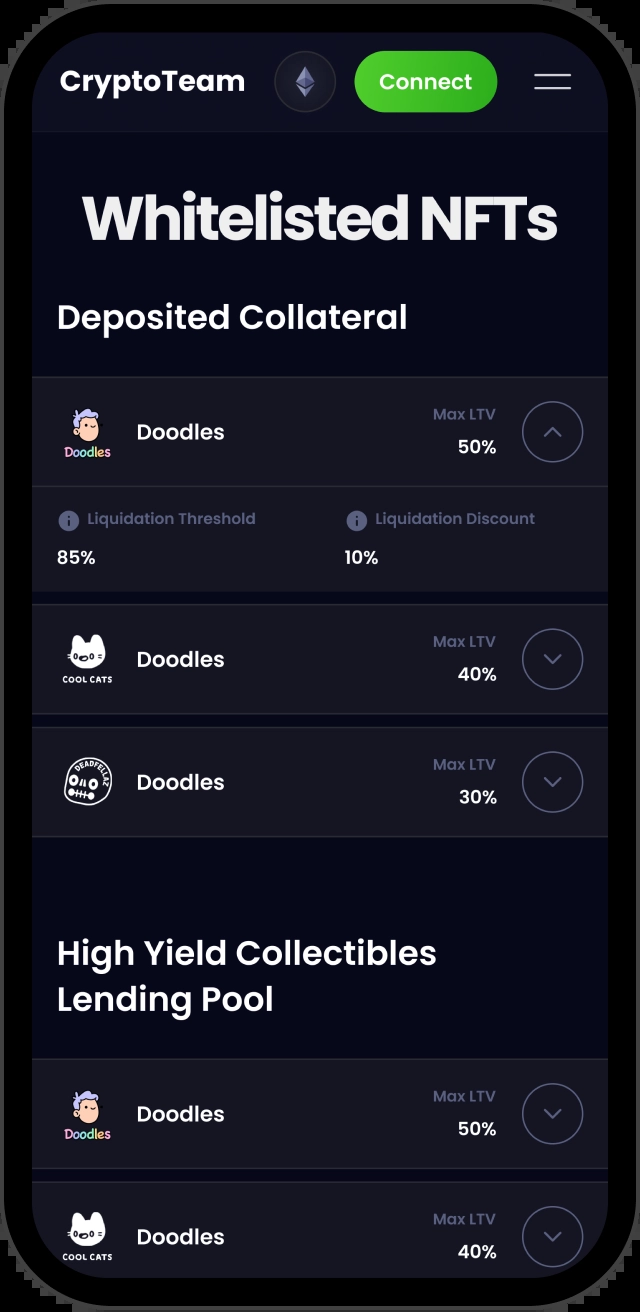 CryptoTeam
Connect
Whitelisted NFTs
Deposited Collateral
Doodles
Doodles
Max LTV
50%
Liquidation Threshold
85%
Liquidation Discount
10%
COOL CATS
Doodles
Max LTV
40%
DEADFELLAZ
Doodles
Max LTV
30%
High Yield Collectibles
Lending Pool
Doodles
Doodles
Max LTV
50%
COOL CATS
Doodles
Max LTV
40%